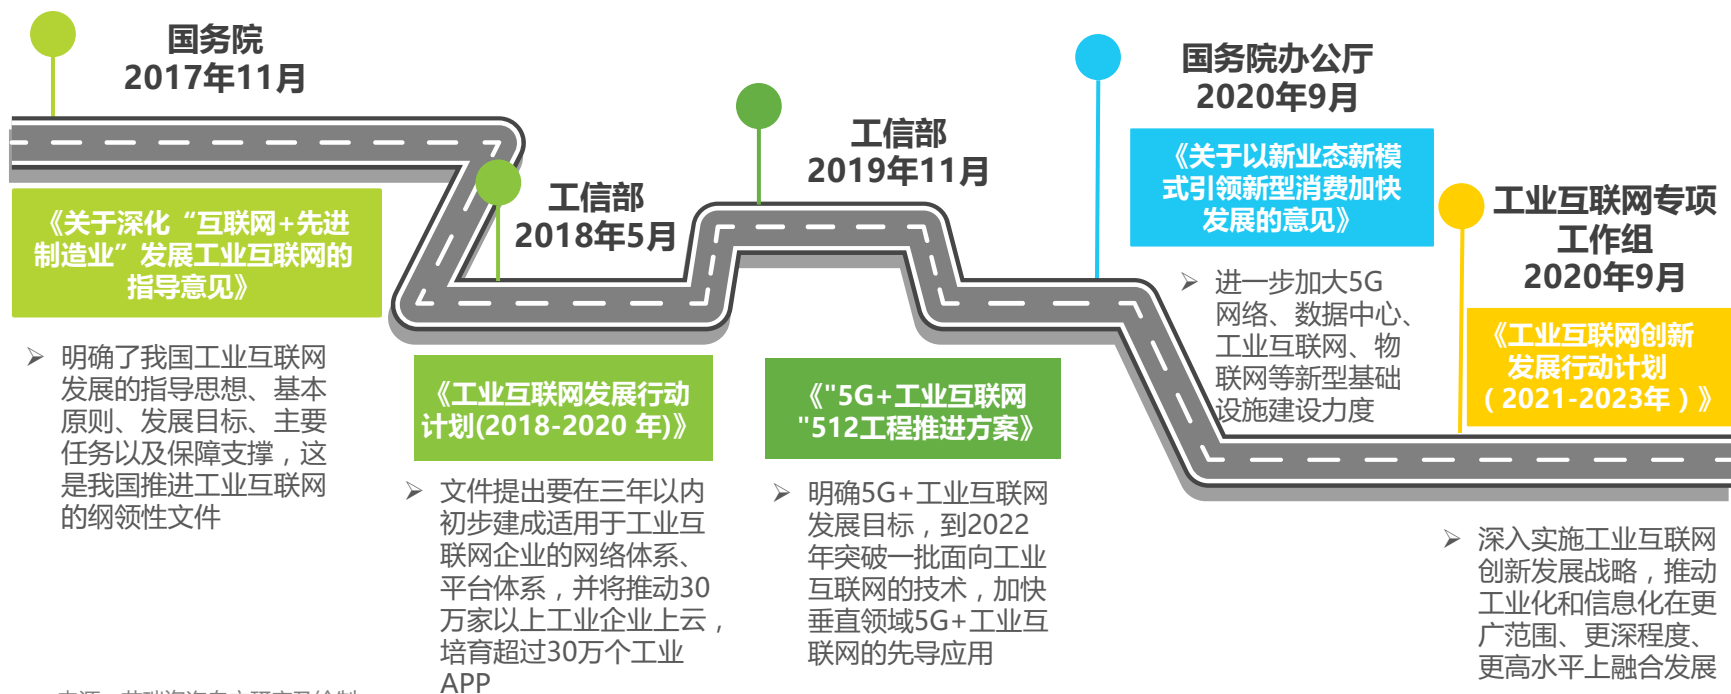 国务院
2017年11月
《关于深化“互联网+先进
制造业”发展工业互联网的
指导意见》
明确了我国工业互联网
发展的指导思想、基本
原则、发展目标、主要
任务以及保障支撑，这
是我国推进工业互联网
的纲领性文件
工信部
2018年5月
《工业互联网发展行动
计划(2018-2020 年)》
文件提出要在三年以内
初步建成适用于工业互
联网企业的网络体系、
平台体系，并将推动30
万家以上工业企业上云，
培育超过30万个工业
APP
工信部
2019年11月
《"5G+工业互联网
"512工程推进方案》
明确5G+工业互联网
发展目标，到2022
年突破一批面向工业
互联网的技术，加快
垂直领域5G+工业互
联网的先导应用
国务院办公厅
2020年9月
《关于以新业态新模
式引领新型消费加快
发展的意见》
进一步加大5G
网络、数据中心、
工业互联网、物
联网等新型基础
设施建设力度
工业互联网专项
工作组
2020年9月
《工业互联网创新
发展行动计划
（2021-2023年）》
深入实施工业互联网
创新发展战略，推动
工业化和信息化在更
广范围、更深程度、
更高水平上融合发展